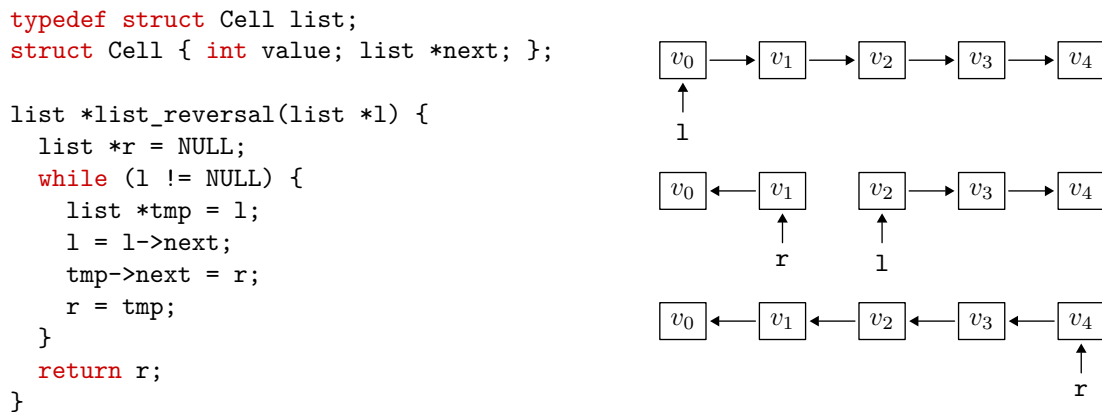 typedef struct Cell list;
struct Cell { int value; list *next; };
list *list_reversal(list *l) {
list *r = NULL;
while (l != NULL) {
list *tmp = l;
l = l->next;
tmp->next = r;
r = tmp;
}
return r;
}
v0 v1 v2 v3 v4
l
v0 v1 v2 v3 v4
r l
v0 v1 v2 v3 v4
r